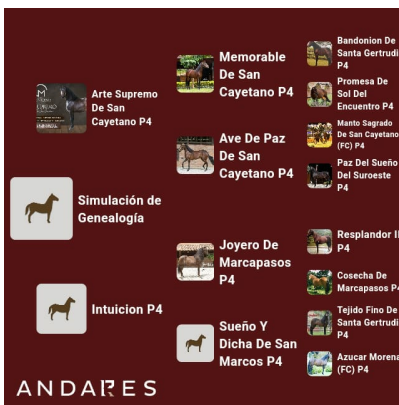 Bandonion De
Santa Gertrudi
P4
Memorable
De San
Cayetano P4
Promesa De
Sol Del
Encuentro P4
Arte Supremo
De San
Cayetano P4
Manto Sagrado
De San Cayetano
(FC) P4
Ave De Paz
De San
Cayetano P4
Paz Del Sueño
Del Suroeste
P4
Simulación de
Genealogía
Resplandor II
P4
Joyero De
Marcapasos
P4
Cosecha De
Marcapasos P4
Intuicion P4
Tejido Fino De
Santa Gertrudi
P4
Sueño Y
Dicha De San
Marcos P4
Azucar Morena
(FC) P4
ANDARES